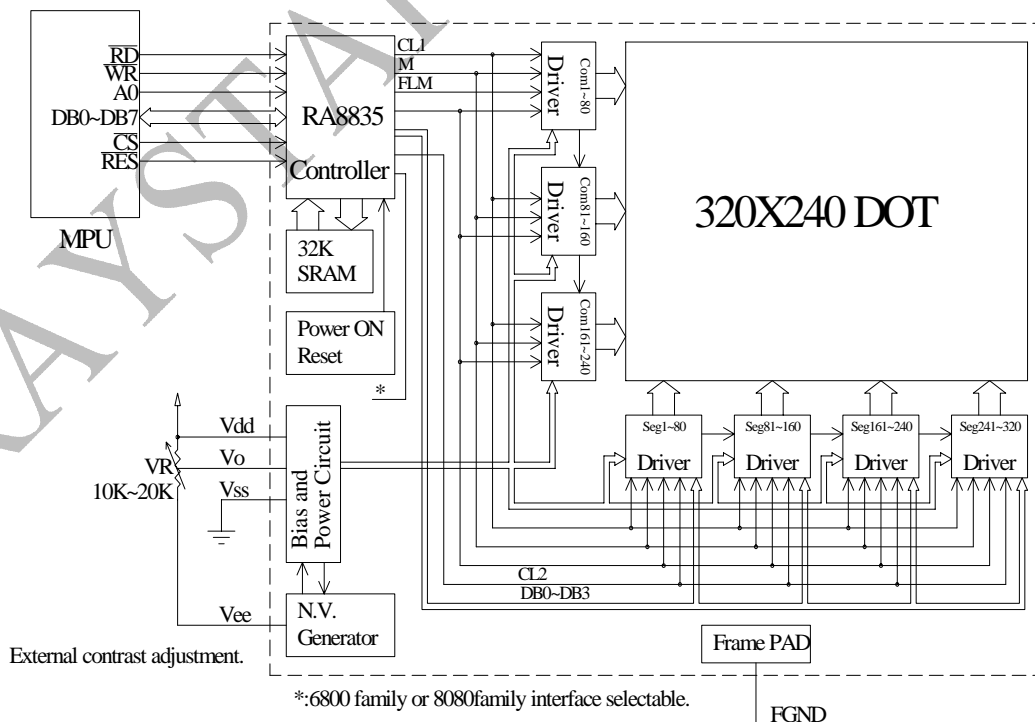 RAYSTA
RD
WR
A0
DB0~DB7
CS
RES
MPU
RA8835
Controller
CL1
M
FLM
32K
SRAM
Power ON
Reset
*
Driver
Com1~80
Driver
Com81~160
Driver
Com161~240
320X240 DOT
Seg1~80
Driver
Seg81~160
Driver
Seg161~240
Driver
Seg241~320
Driver
Vdd
VR
Vo
10K~20K
Vss
Bias and
Power Circuit
Vee
N.V.
Generator
CL2
DB0~DB3
External contrast adjustment.
Frame PAD
*:6800 family or 8080family interface selectable.
FGND